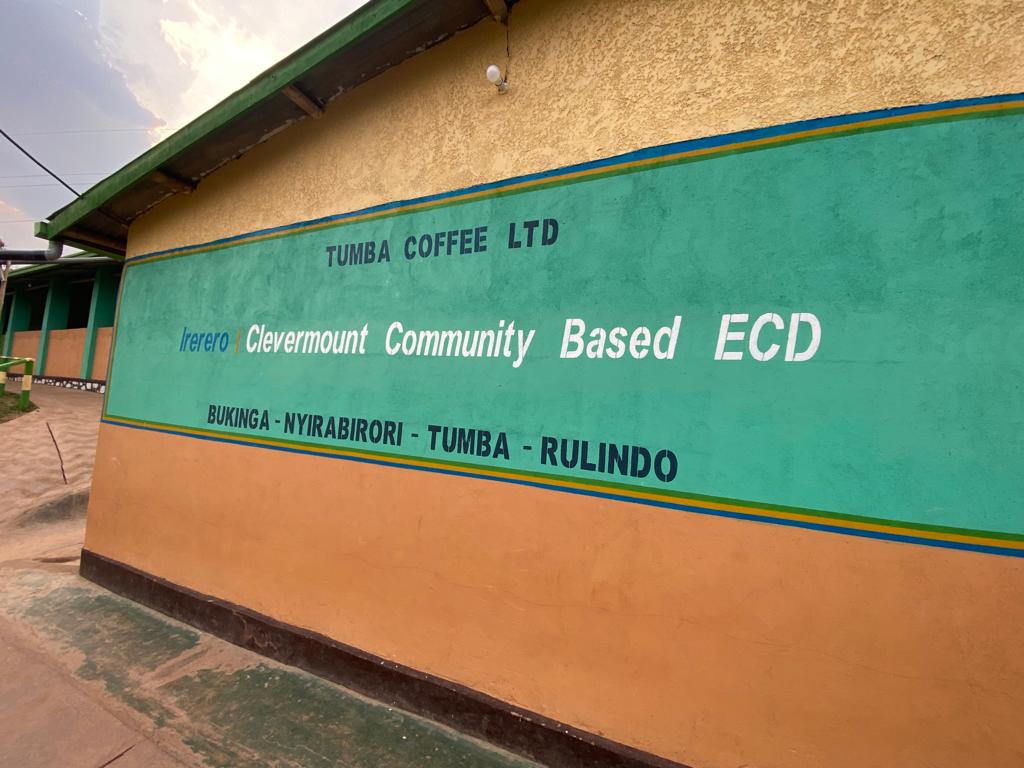 TUMBA COFFEE LTD
Irerero | Clevermount Community Based ECD
BUKINGA - NYIRABIRORI - TUMBA - RULINDO